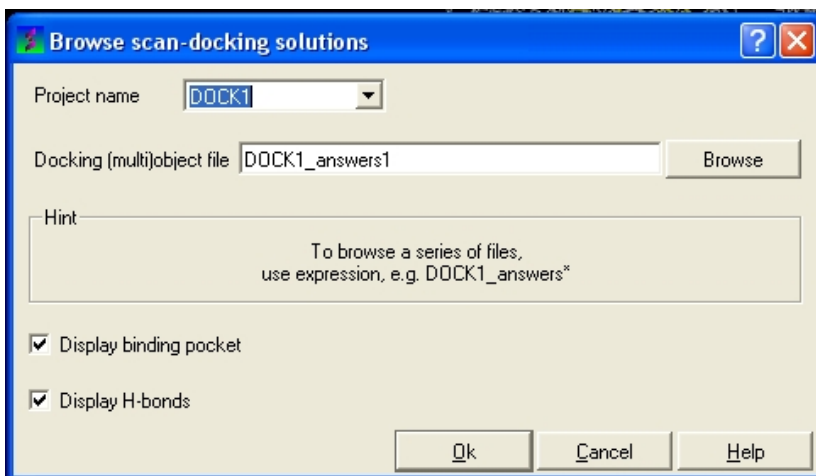 Browse scan-docking solutions
?
Project name DOCK1
Docking (multi)object file DOCK1_answers1 Browse
Hint
To browse a series of files,
use expression, e.g. DOCK1_answers*
Display binding pocket
Display H-bonds
Ok Cancel Help